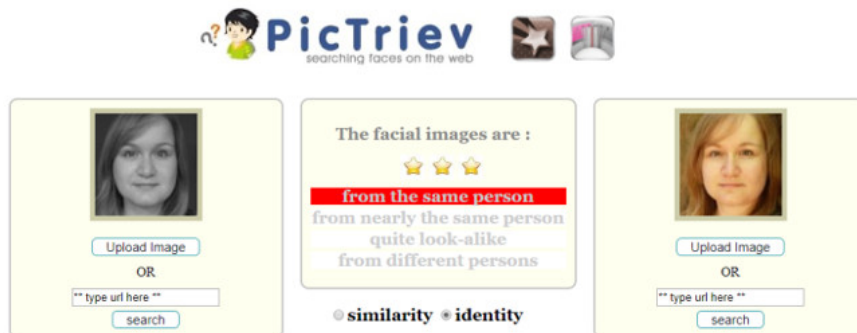 PicTriev
searching faces on the web
The facial images are :
from the same person
from nearly the same person
quite look-alike
from different persons
similarity identity
Upload Image
OR
** type url here **
search
Upload Image
OR
** type url here **
search